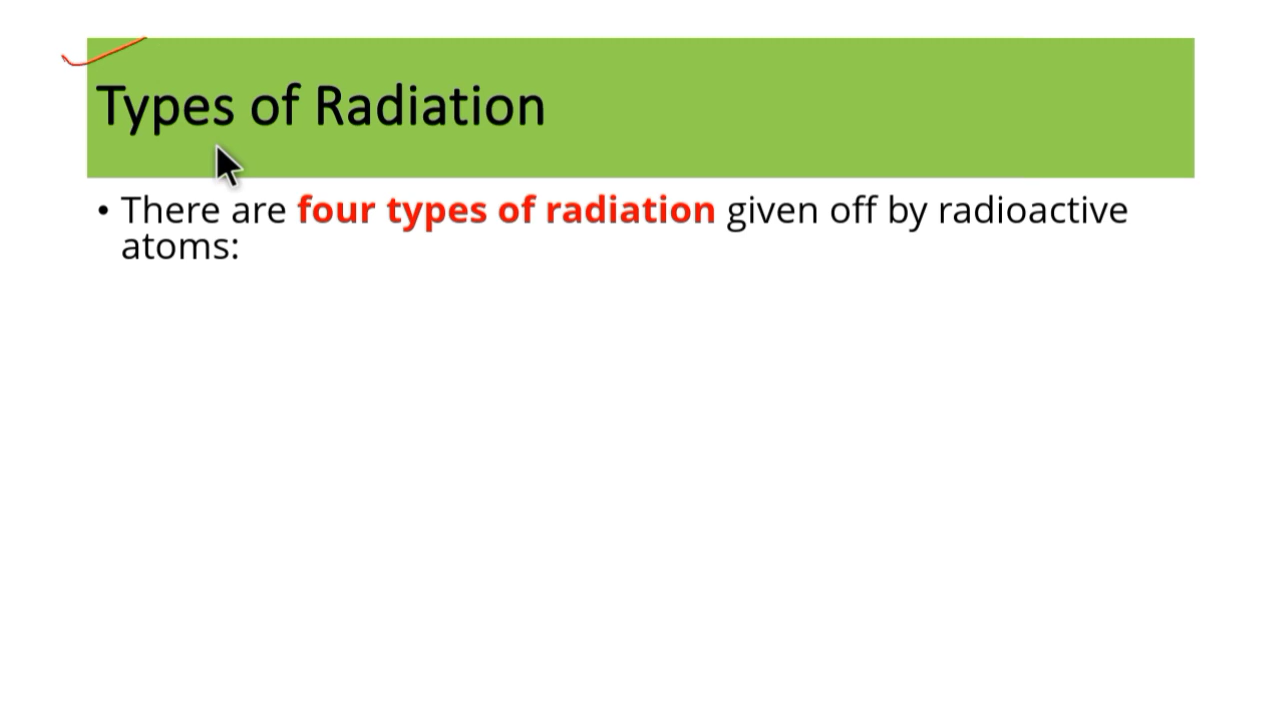 Types of Radiation
• There are four types of radiation given off by radioactive
atoms: